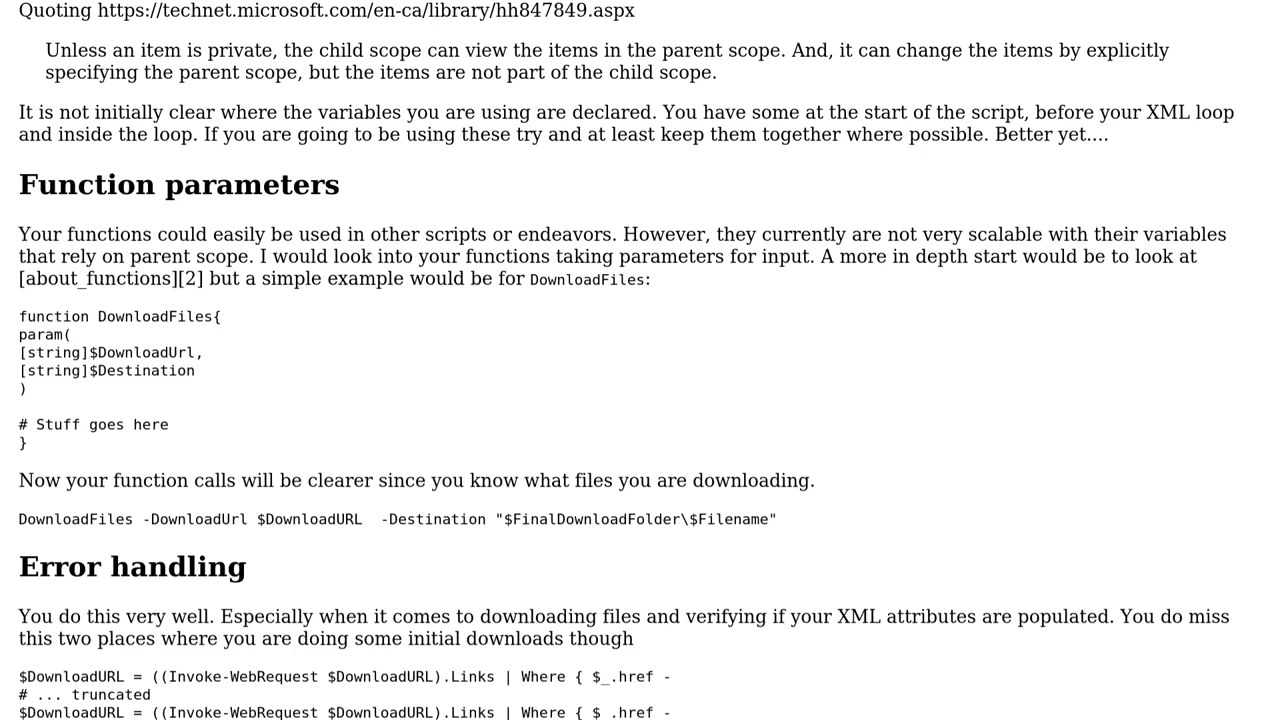 Quoting https://technet.microsoft.com/en-ca/library/hh847849.aspx
Unless an item is private, the child scope can view the items in the parent scope. And, it can change the items by explicitly
specifying the parent scope, but the items are not part of the child scope.
It is not initially clear where the variables you are using are declared. You have some at the start of the script, before your XML loop
and inside the loop. If you are going to be using these try and at least keep them together where possible. Better yet....
Function parameters
Your functions could easily be used in other scripts or endeavors. However, they currently are not very scalable with their variables
that rely on parent scope. I would look into your functions taking parameters for input. A more in depth start would be to look at
[about_functions][2] but a simple example would be for DownloadFiles:
function DownloadFiles{
param(
[string]$DownloadUrl,
[string]$Destination
)
# Stuff goes here
}
Now your function calls will be clearer since you know what files you are downloading.
DownloadFiles -DownloadUrl $DownloadURL  -Destination "$FinalDownloadFolder\$Filename"
Error handling
You do this very well. Especially when it comes to downloading files and verifying if your XML attributes are populated. You do miss
this two places where you are doing some initial downloads though
$DownloadURL = ((Invoke-WebRequest $DownloadURL).Links | Where { $_.href -
# ... truncated
$DownloadURL = ((Invoke-WebRequest $DownloadURL).Links | Where { $_.href -